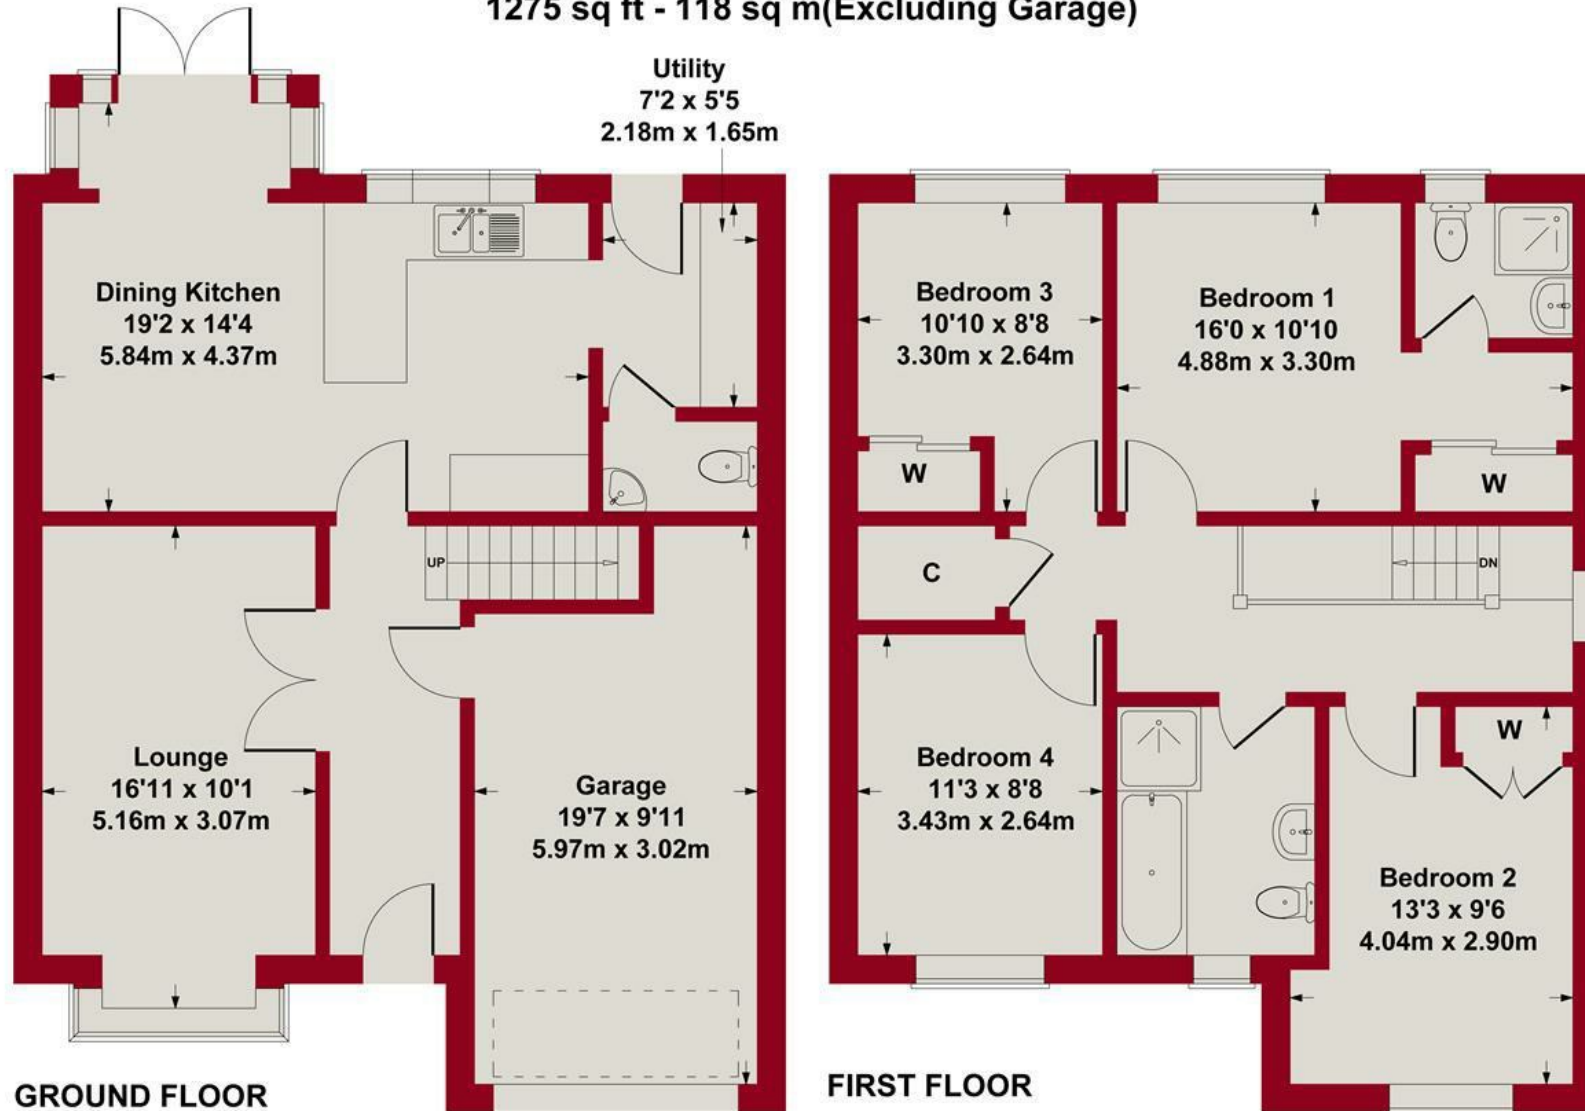 1275 sq ft - 118 sq m(Excluding Garage)
Utility
7'2 x 5'5
2.18m x 1.65m
Dining Kitchen
19'2 x 14'4
5.84m x 4.37m
UP
Lounge
16'11 x 10'1
5.16m x 3.07m
Garage
19'7 x 9'11
5.97m x 3.02m
GROUND FLOOR
Bedroom 3
10'10 x 8'8
3.30m x 2.64m
Bedroom 1
16'0 x 10'10
4.88m x 3.30m
W
W
C
DN
Bedroom 4
11'3 x 8'8
3.43m x 2.64m
W
Bedroom 2
13'3 x 9'6
4.04m x 2.90m
FIRST FLOOR